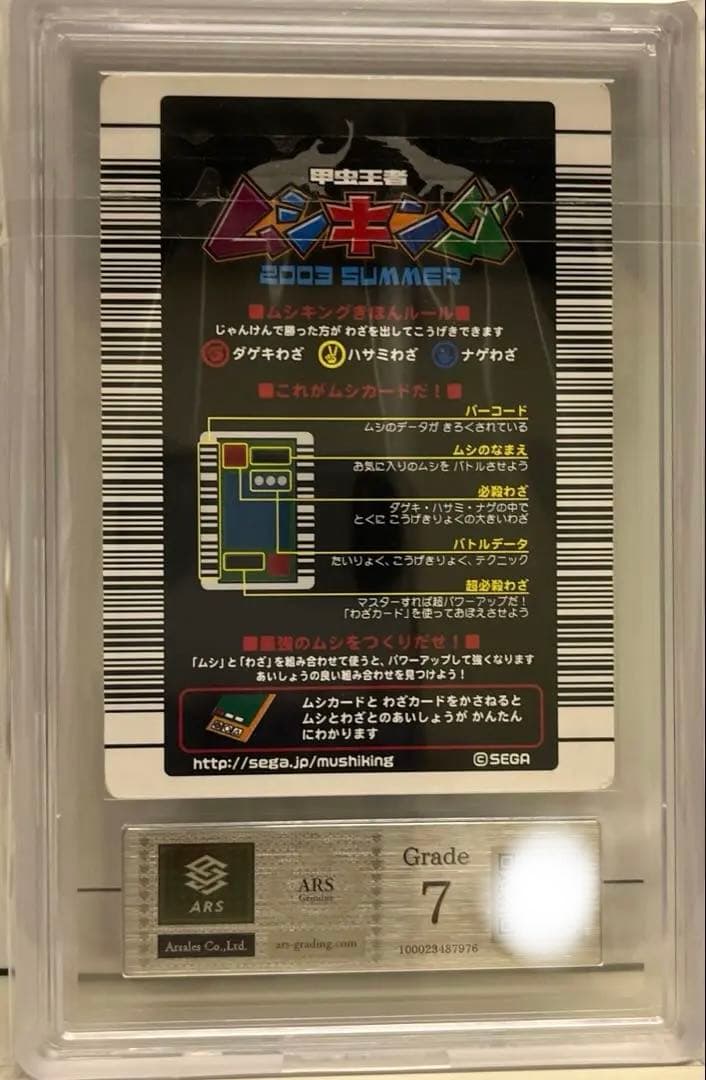 甲虫王者
ムシキング
2003 SUMMER
■ムシキングきほんルール■
じゃんけんで勝った方が わざを出してこうげきできます
ダゲキわざ ハサミわざ ナゲわざ
■これがムシカードだ！■
バーコード
ムシのデータが きろくされている
ムシのなまえ
お気に入りのムシを バトルさせよう
必殺わざ
ダゲキ・ハサミ・ナゲの中で
とくに こうげきりょくの大きいわざ
バトルデータ
たいりょく、こうげきりょく、テクニック
超必殺わざ
マスターすれば超パワーアップだ！
「わざカード」を使っておぼえさせよう
■最強のムシをつくりだせ！■
「ムシ」と「わざ」を組み合わせて使うと、パワーアップして強くなります
あいしょうの良い組み合わせを見つけよう！
ムシカードと わざカードをかさねると
ムシとわざとのあいしょうが かんたん
にわかります
http://sega.jp/mushiking ©SEGA
ARS
Arsales Co.,Ltd.
ARS
Genuine
ars-grading.com
Grade
7
100023487976